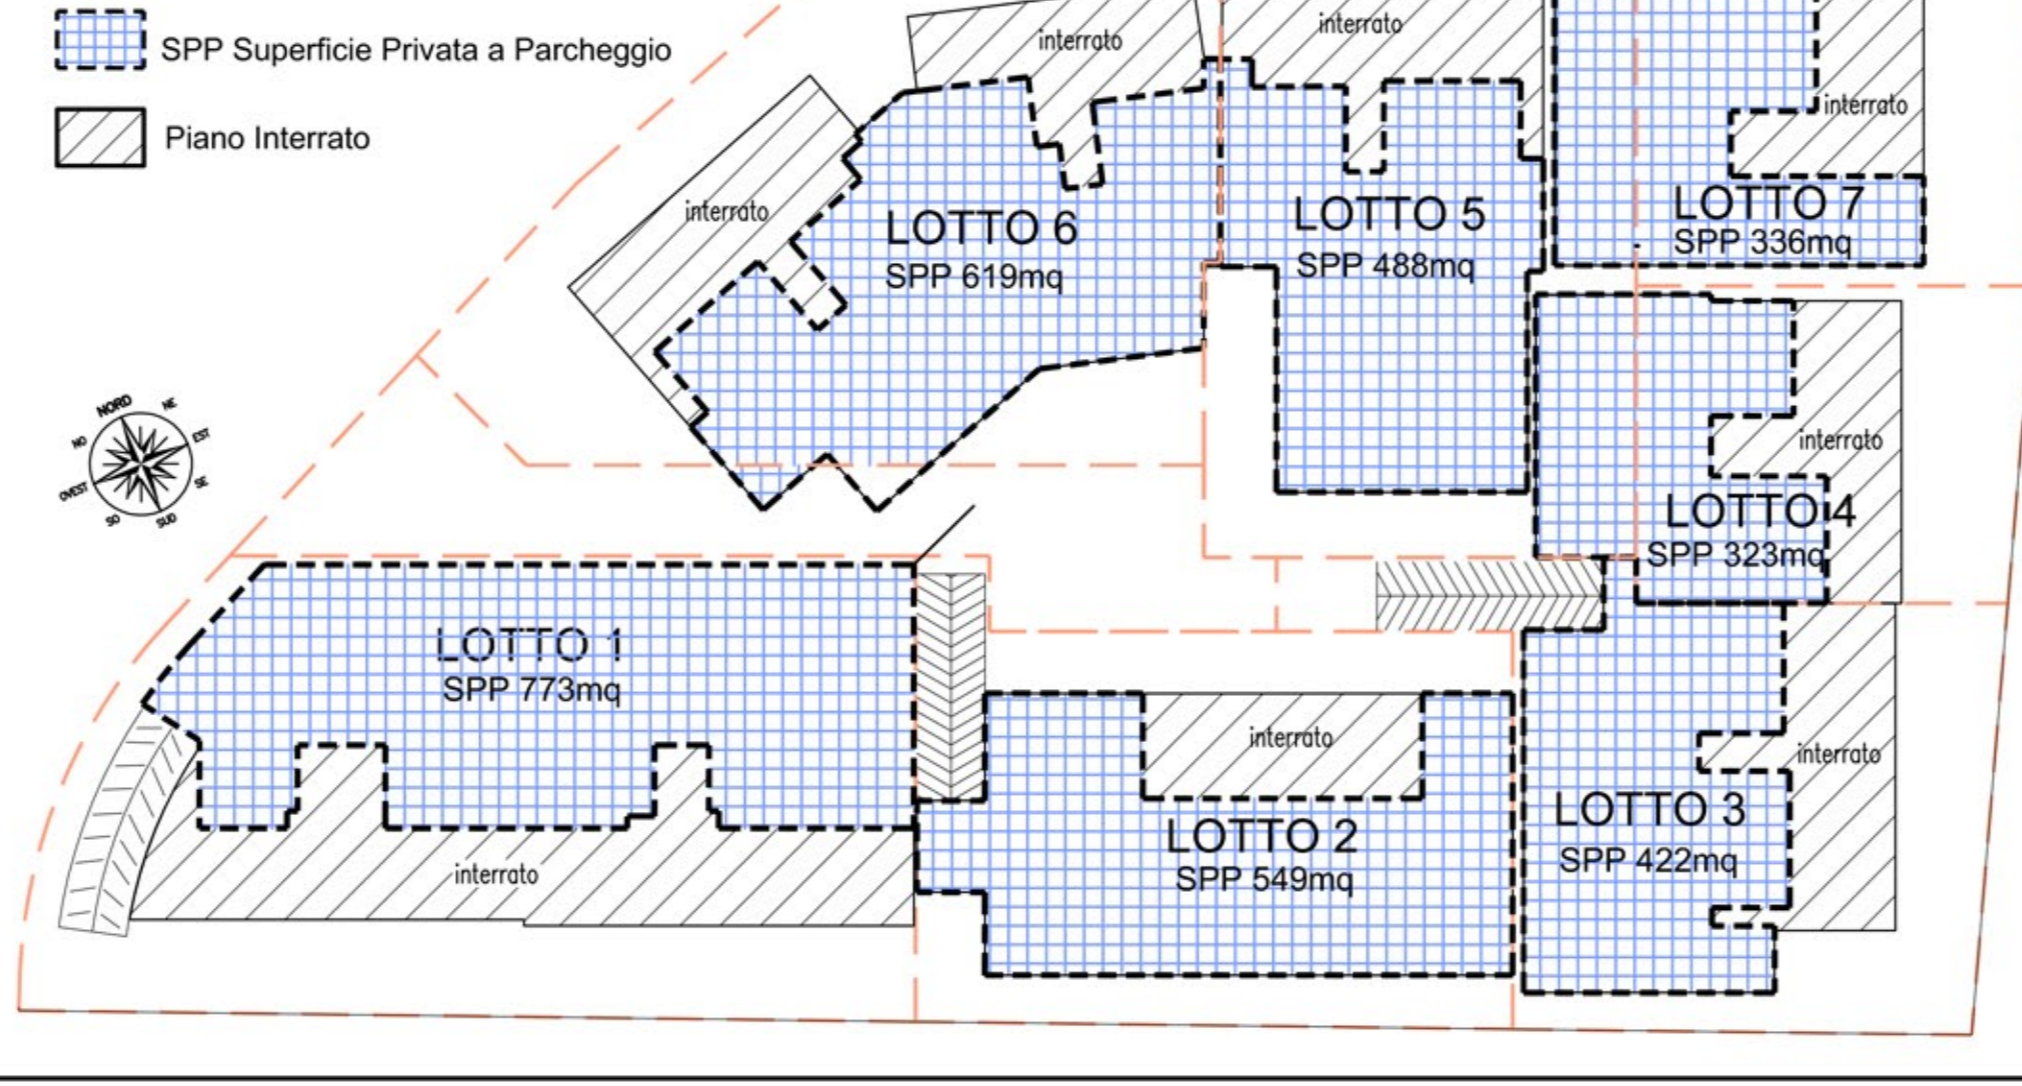 SPP Superficie Privata a Parcheggio
Piano Interrato
interrato
interrato
interrato
interrato
LOTTO 6
SPP 619mq
LOTTO 5
SPP 488mq
LOTTO 7
SPP 336mq
NORD
NE
EST
SE
SUD
SO
OVEST
NO
interrato
LOTTO 4
SPP 323mq
LOTTO 1
SPP 773mq
interrato
interrato
interrato
LOTTO 2
SPP 549mq
LOTTO 3
SPP 422mq
interrato